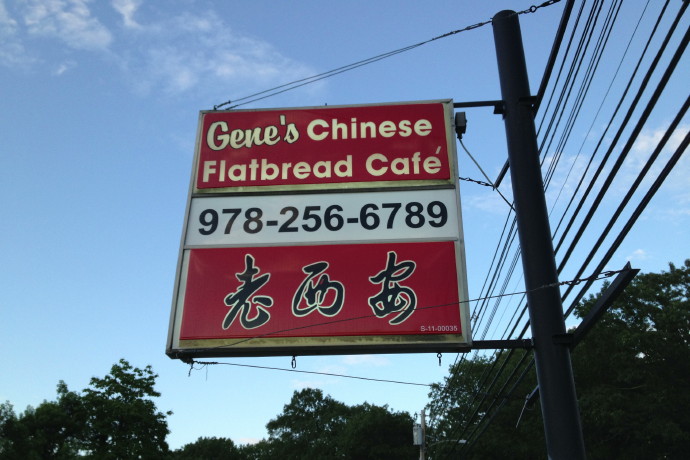 Gene's Chinese
Flatbread Café
978-256-6789
老西安
S-11-00035